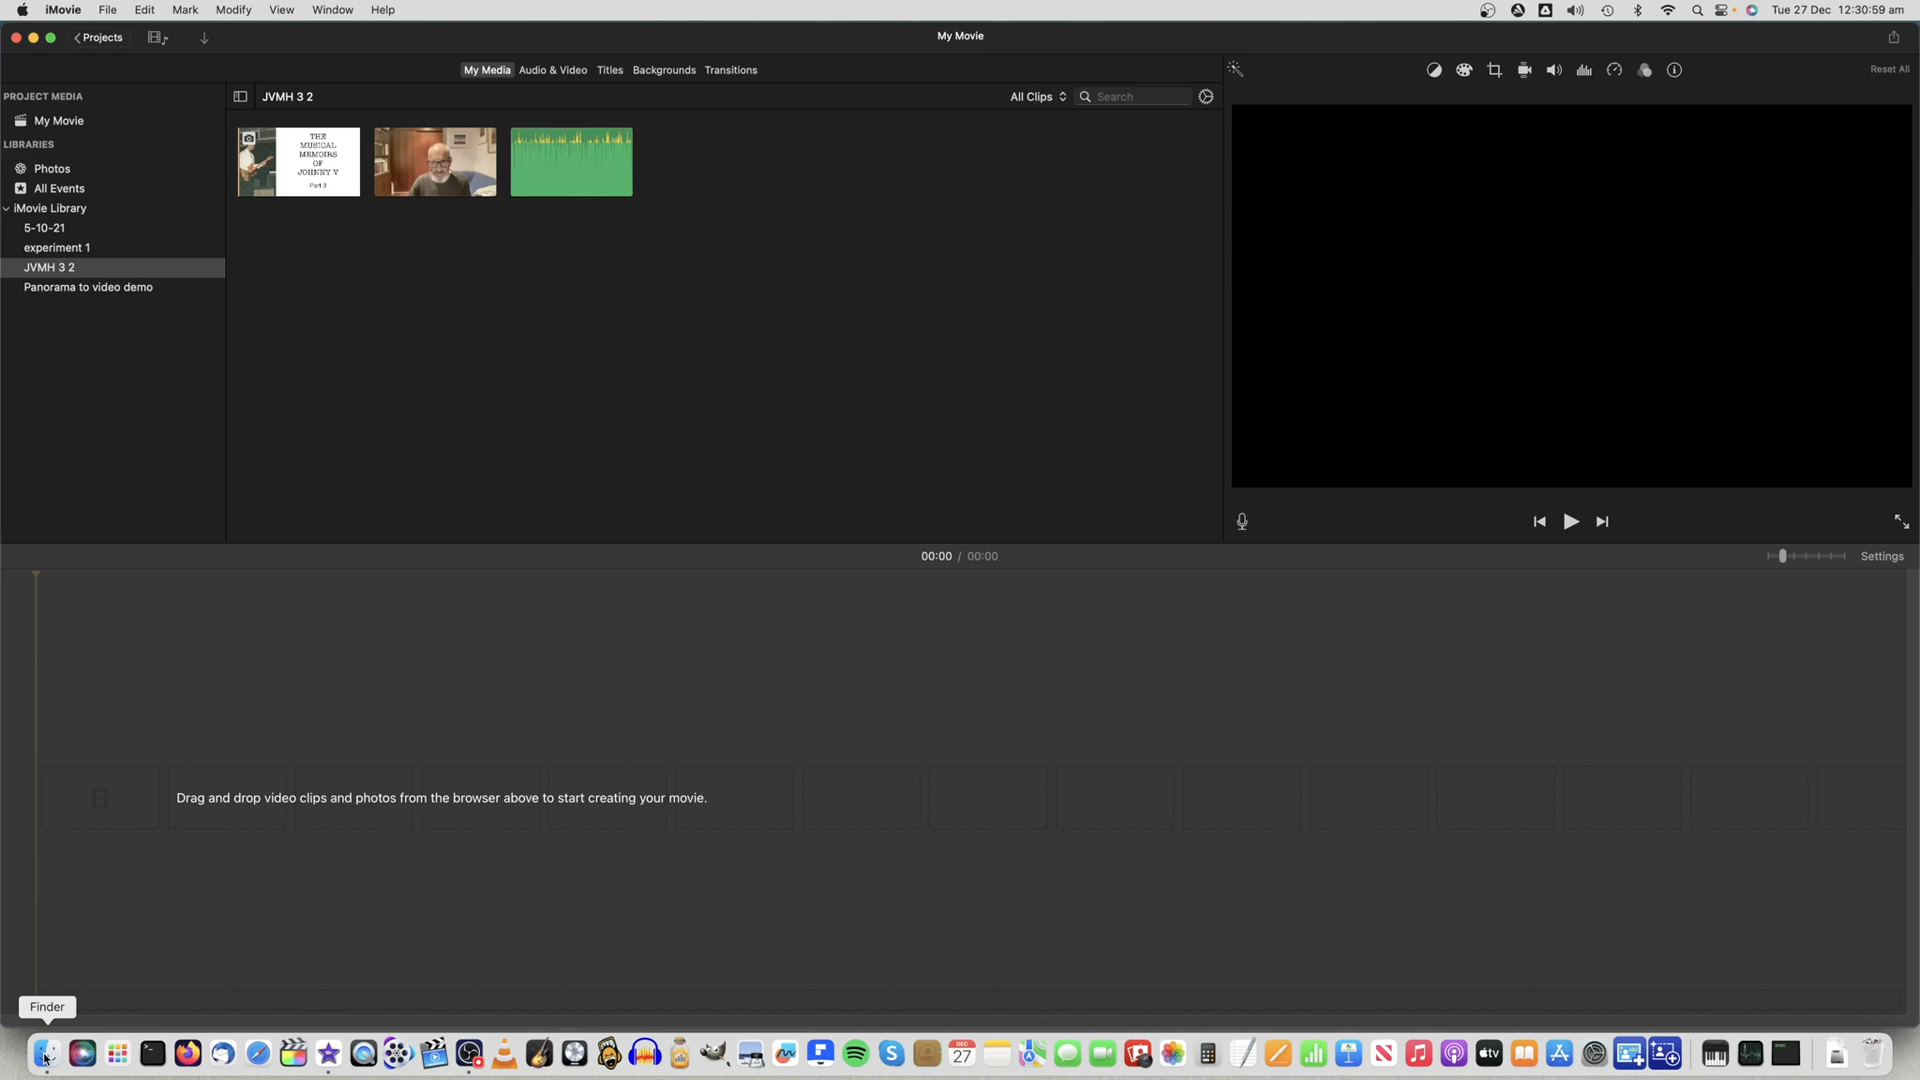 iMovie File Edit Mark Modify View Window Help Tue 27 Dec 12:30:59 am
Projects My Movie
My Media Audio & Video Titles Backgrounds Transitions Reset All
PROJECT MEDIA JVMH 3 2 All Clips Search
My Movie
LIBRARIES
Photos
All Events
iMovie Library
5-10-21
experiment 1
JVMH 3 2
Panorama to video demo
THE
MUSICAL
MEMOIRS
OF
JOHNNY V
Part 3
00:00 / 00:00 Settings
Drag and drop video clips and photos from the browser above to start creating your movie.
Finder
DEC
27
tv